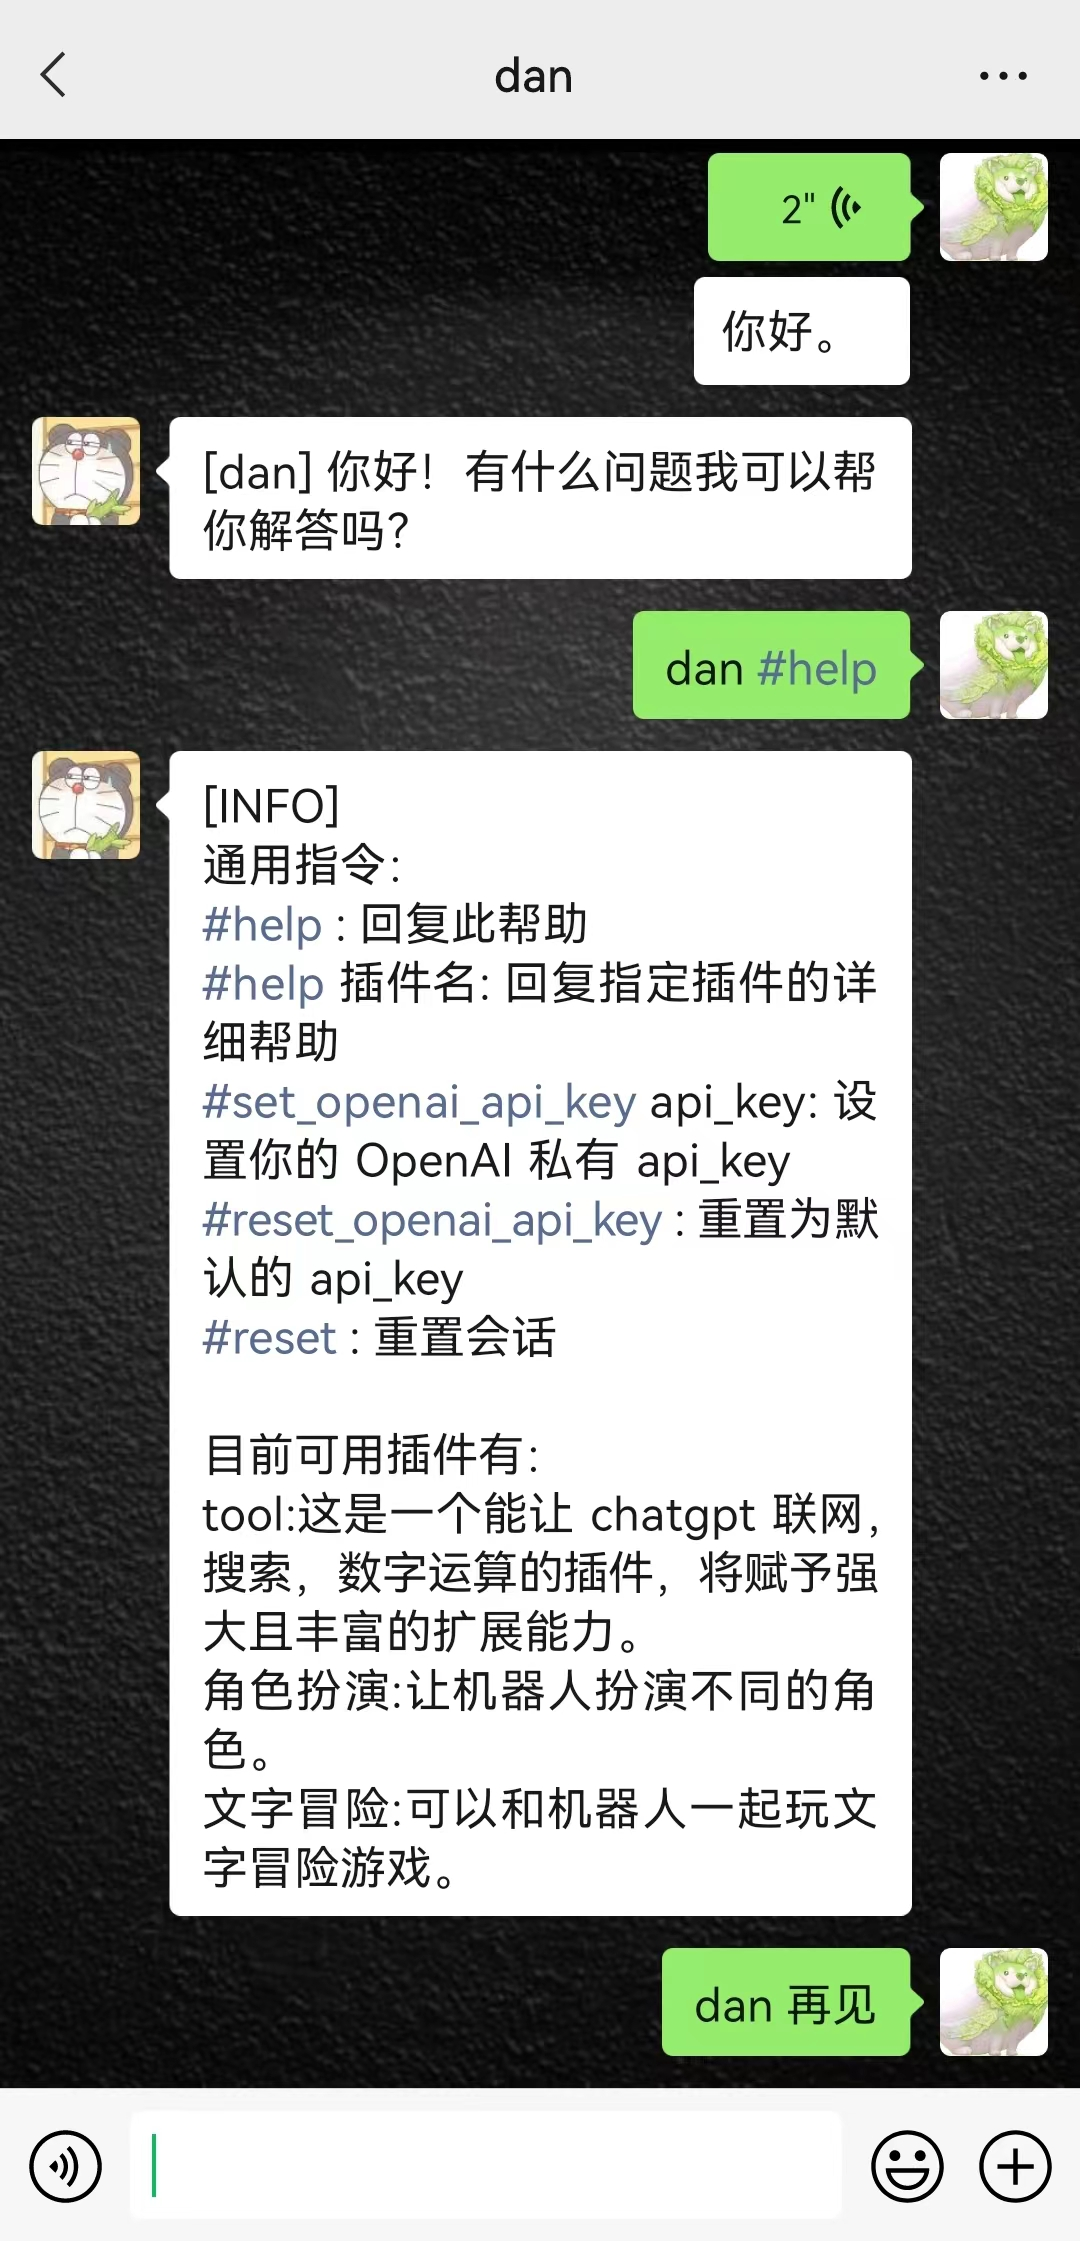 dan
2"
你好。
[dan] 你好！有什么问题我可以帮
你解答吗？
dan #help
[INFO]
通用指令:
#help : 回复此帮助
#help 插件名: 回复指定插件的详
细帮助
#set_openai_api_key api_key: 设
置你的 OpenAI 私有 api_key
#reset_openai_api_key : 重置为默
认的 api_key
#reset : 重置会话
目前可用插件有:
tool:这是一个能让 chatgpt 联网，
搜索，数字运算的插件，将赋予强
大且丰富的扩展能力。
角色扮演:让机器人扮演不同的角
色。
文字冒险:可以和机器人一起玩文
字冒险游戏。
dan 再见